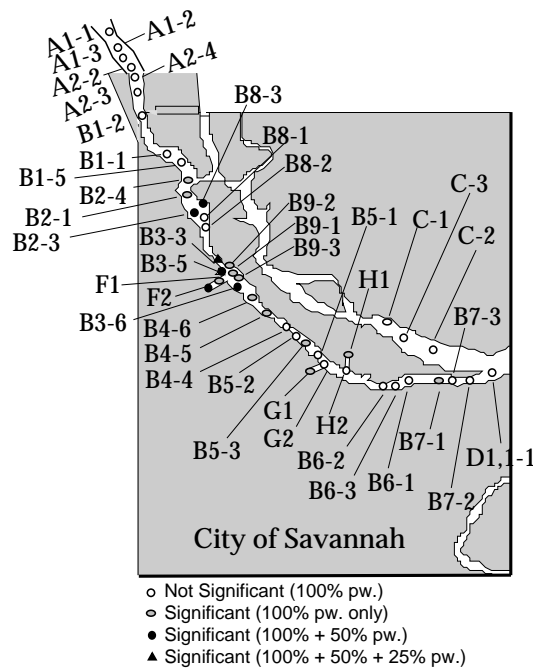 A1-1
A1-2
A1-3
A2-4
A2-2
A2-3
B1-2
B8-3
B8-1
B1-1
B8-2
B1-5
B2-4
B9-2
B5-1
C-3
B2-1
B9-1
C-1
B2-3
B3-3
B9-3
C-2
B3-5
F1
H1
F2
B3-6
B7-3
B4-6
B4-5
B4-4
B5-2
G1
G2
H2
B5-3
B6-2
B7-1
D1,1-1
B6-3
B6-1
B7-2
City of Savannah
Not Significant (100% pw.)
Significant (100% pw. only)
Significant (100% + 50% pw.)
Significant (100% + 50% + 25% pw.)